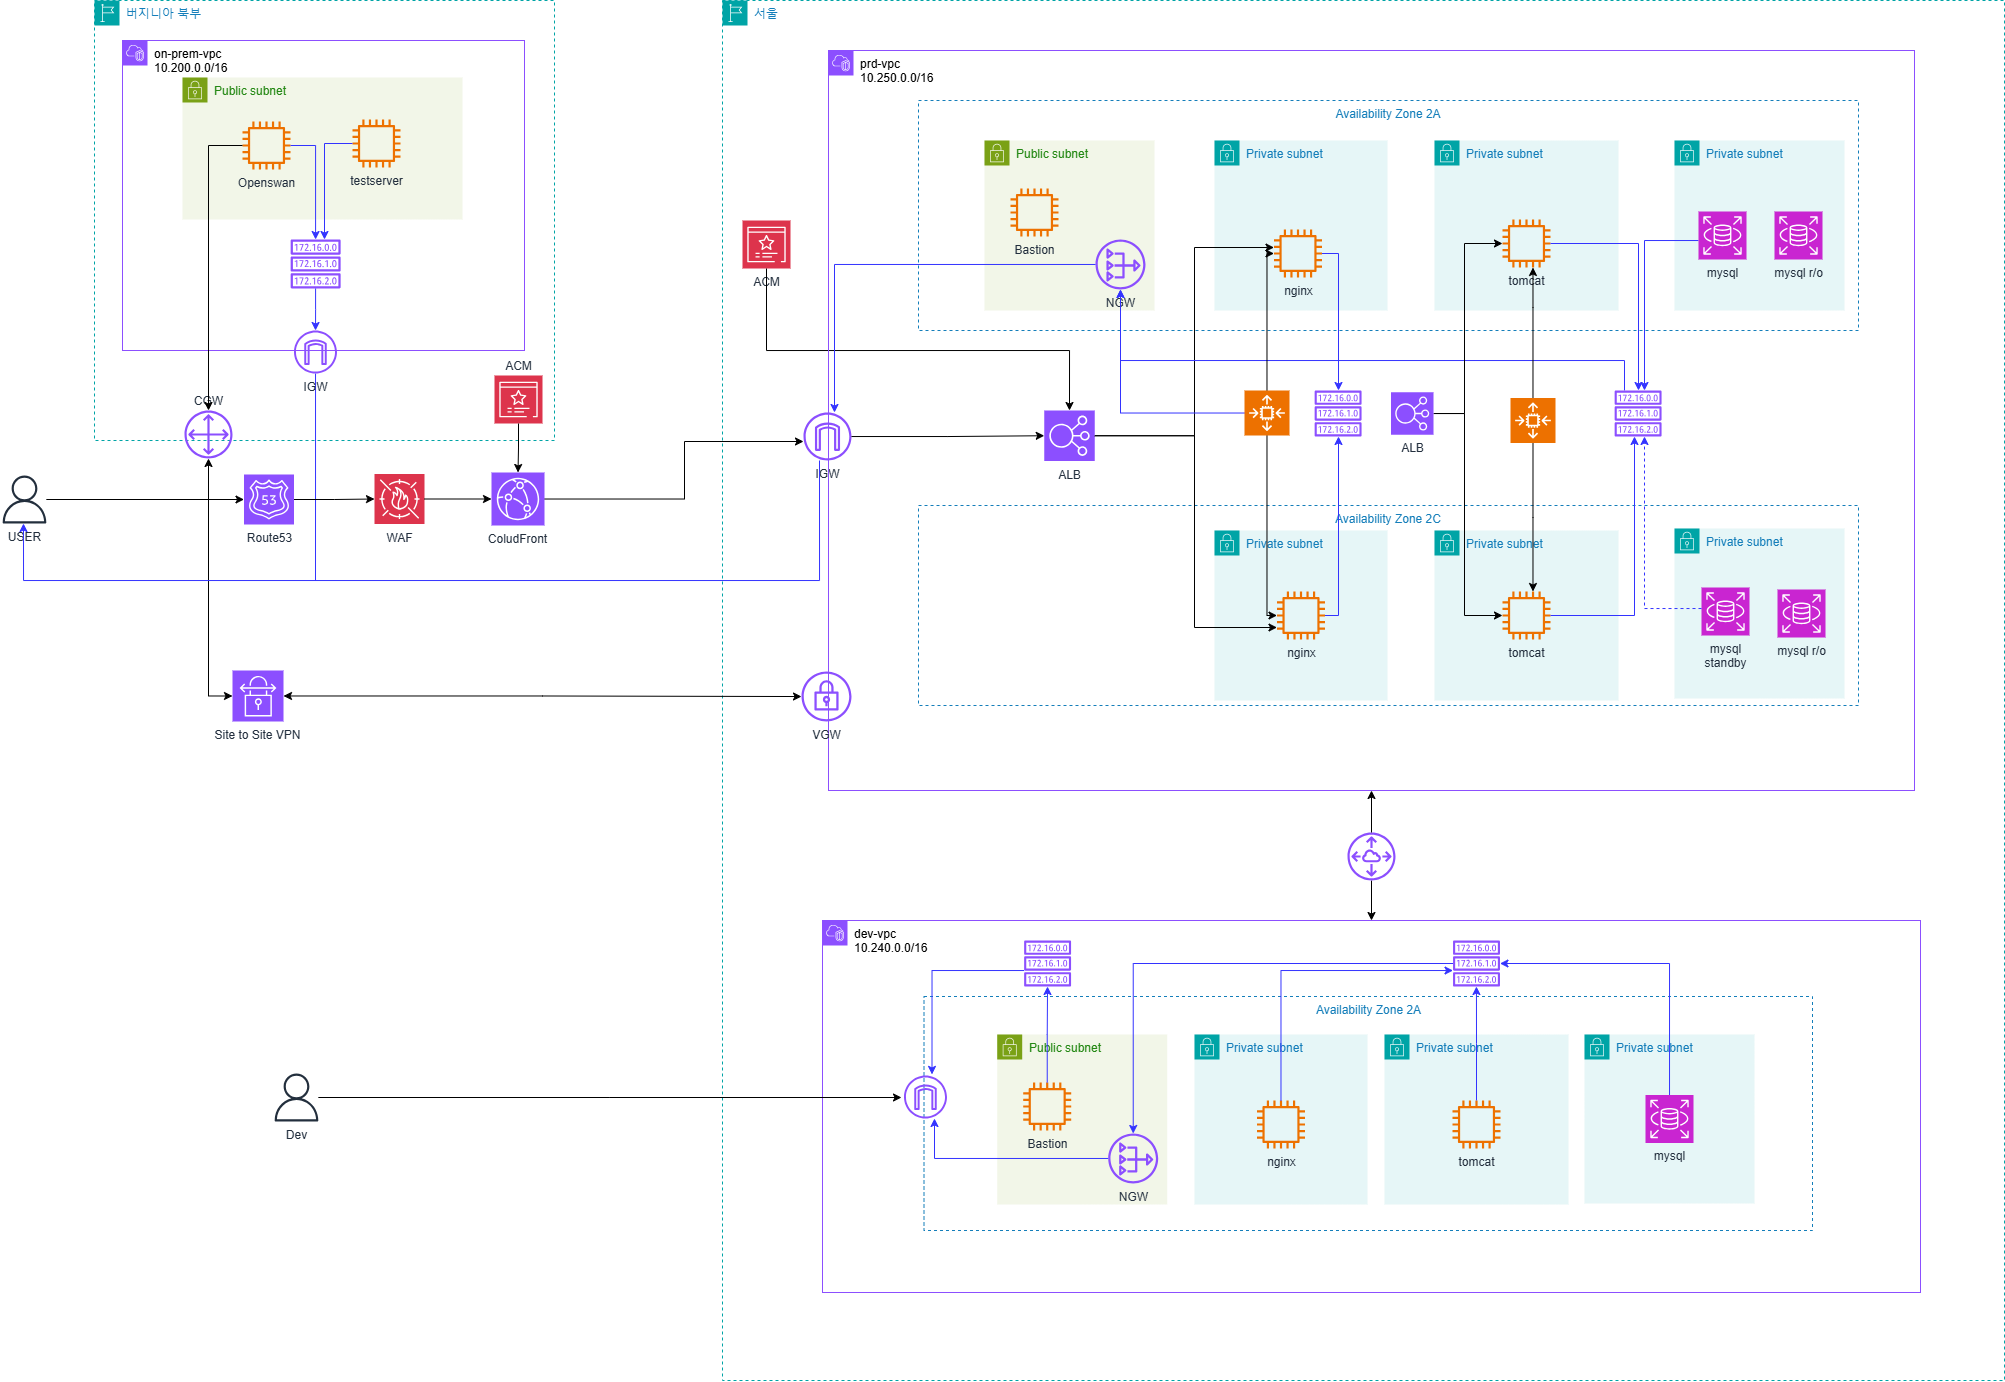 버지니아 북부
on-prem-vpc
10.200.0.0/16
Public subnet
Openswan
testserver
172.16.0.0
172.16.1.0
172.16.2.0
IGW
CGW
ACM
USER
53
Route53
WAF
ColudFront
Site to Site VPN
서울
prd-vpc
10.250.0.0/16
ACM
IGW
ALB
VGW
Availability Zone 2A
Public subnet
Bastion
NGW
Private subnet
nginx
Private subnet
tomcat
Private subnet
mysql
mysql r/o
172.16.0.0
172.16.1.0
172.16.2.0
ALB
172.16.0.0
172.16.1.0
172.16.2.0
Availability Zone 2C
Private subnet
nginx
Private subnet
tomcat
Private subnet
mysql
standby
mysql r/o
dev-vpc
10.240.0.0/16
172.16.0.0
172.16.1.0
172.16.2.0
172.16.0.0
172.16.1.0
172.16.2.0
Availability Zone 2A
Public subnet
Bastion
NGW
Private subnet
nginx
Private subnet
tomcat
Private subnet
mysql
Dev